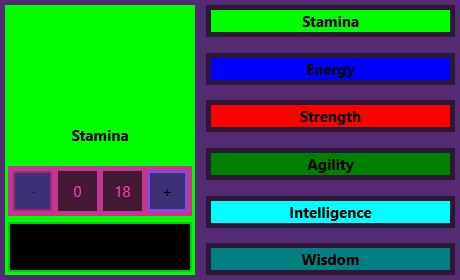 Stamina
- 0 18 +
Stamina
Energy
Strength
Agility
Intelligence
Wisdom